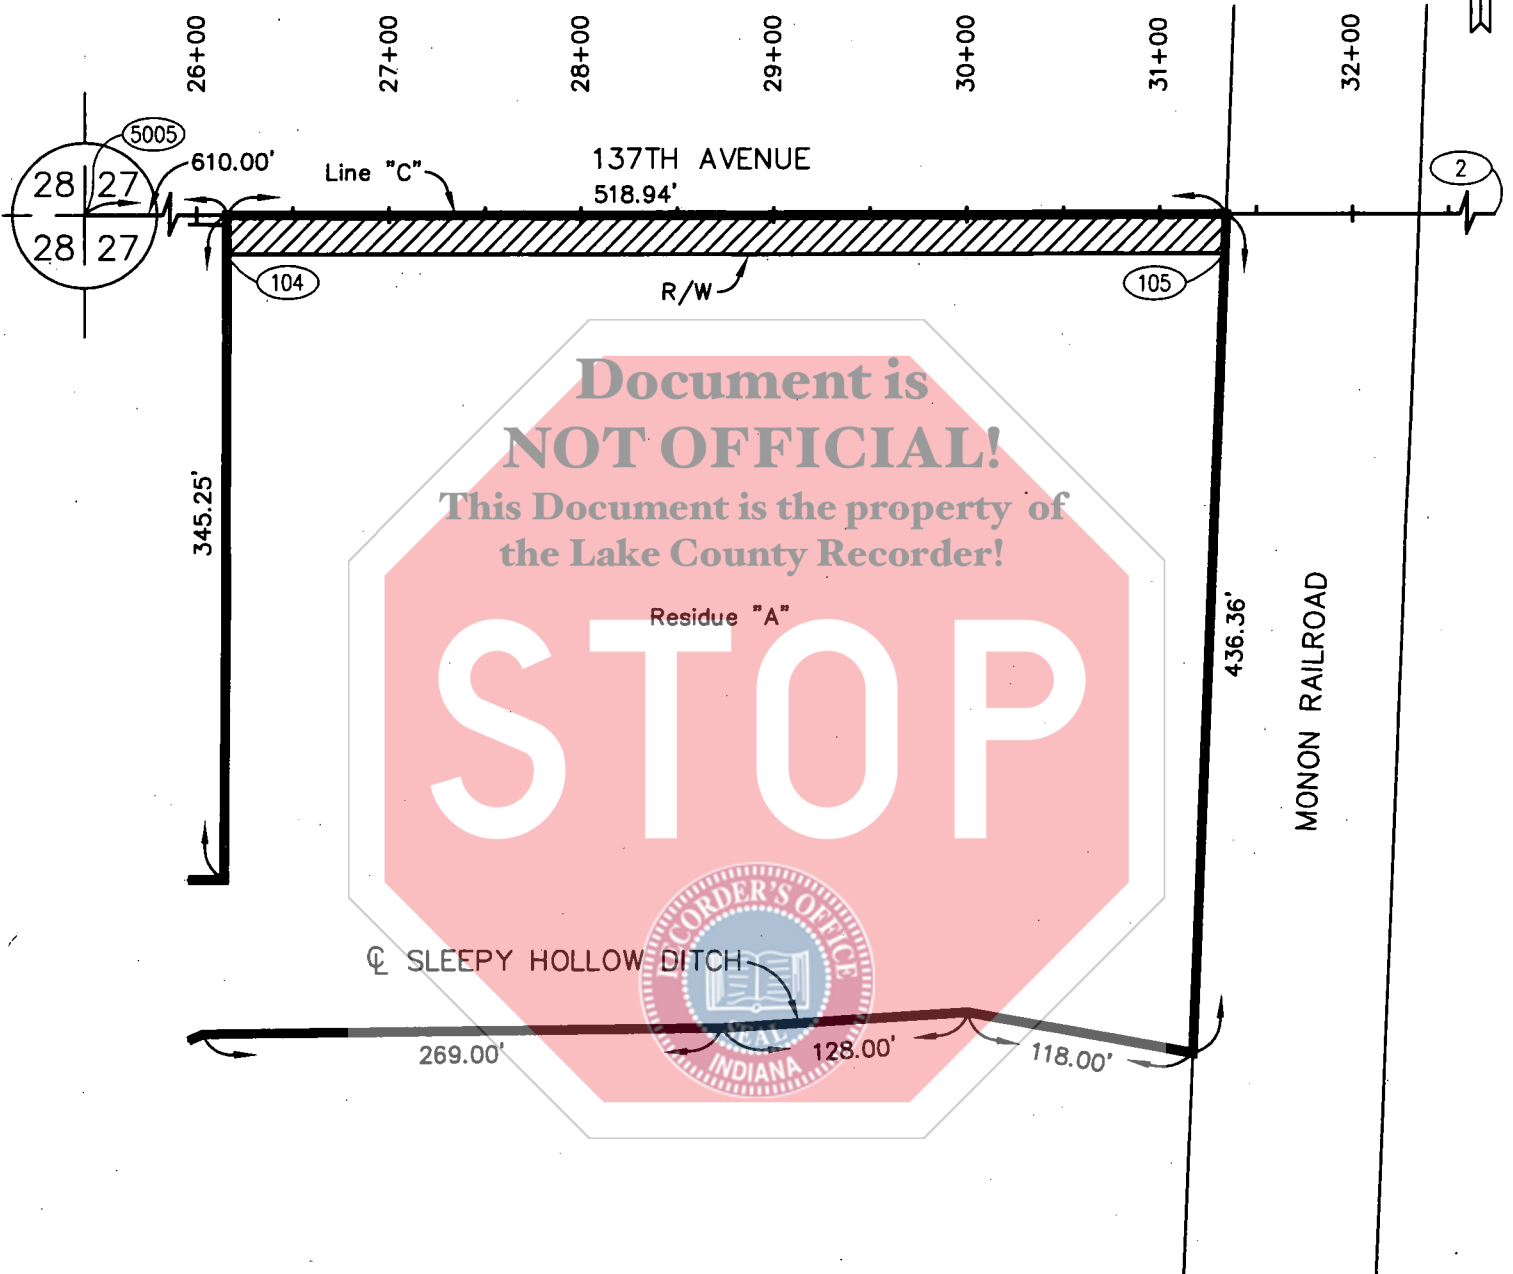 26+00
27+00
28+00
29+00
30+00
31+00
32+00
5005
610.00'
28 27
28 27
Line "C"
137TH AVENUE
518.94'
2
104
R/W
105
Document is
NOT OFFICIAL!
This Document is the property of
the Lake County Recorder!
345.25'
Residue "A"
STOP
436.36'
MONON RAILROAD
RECORDER'S OFFICE
SEAL
INDIANA
℄ SLEEPY HOLLOW DITCH
269.00'
128.00'
118.00'